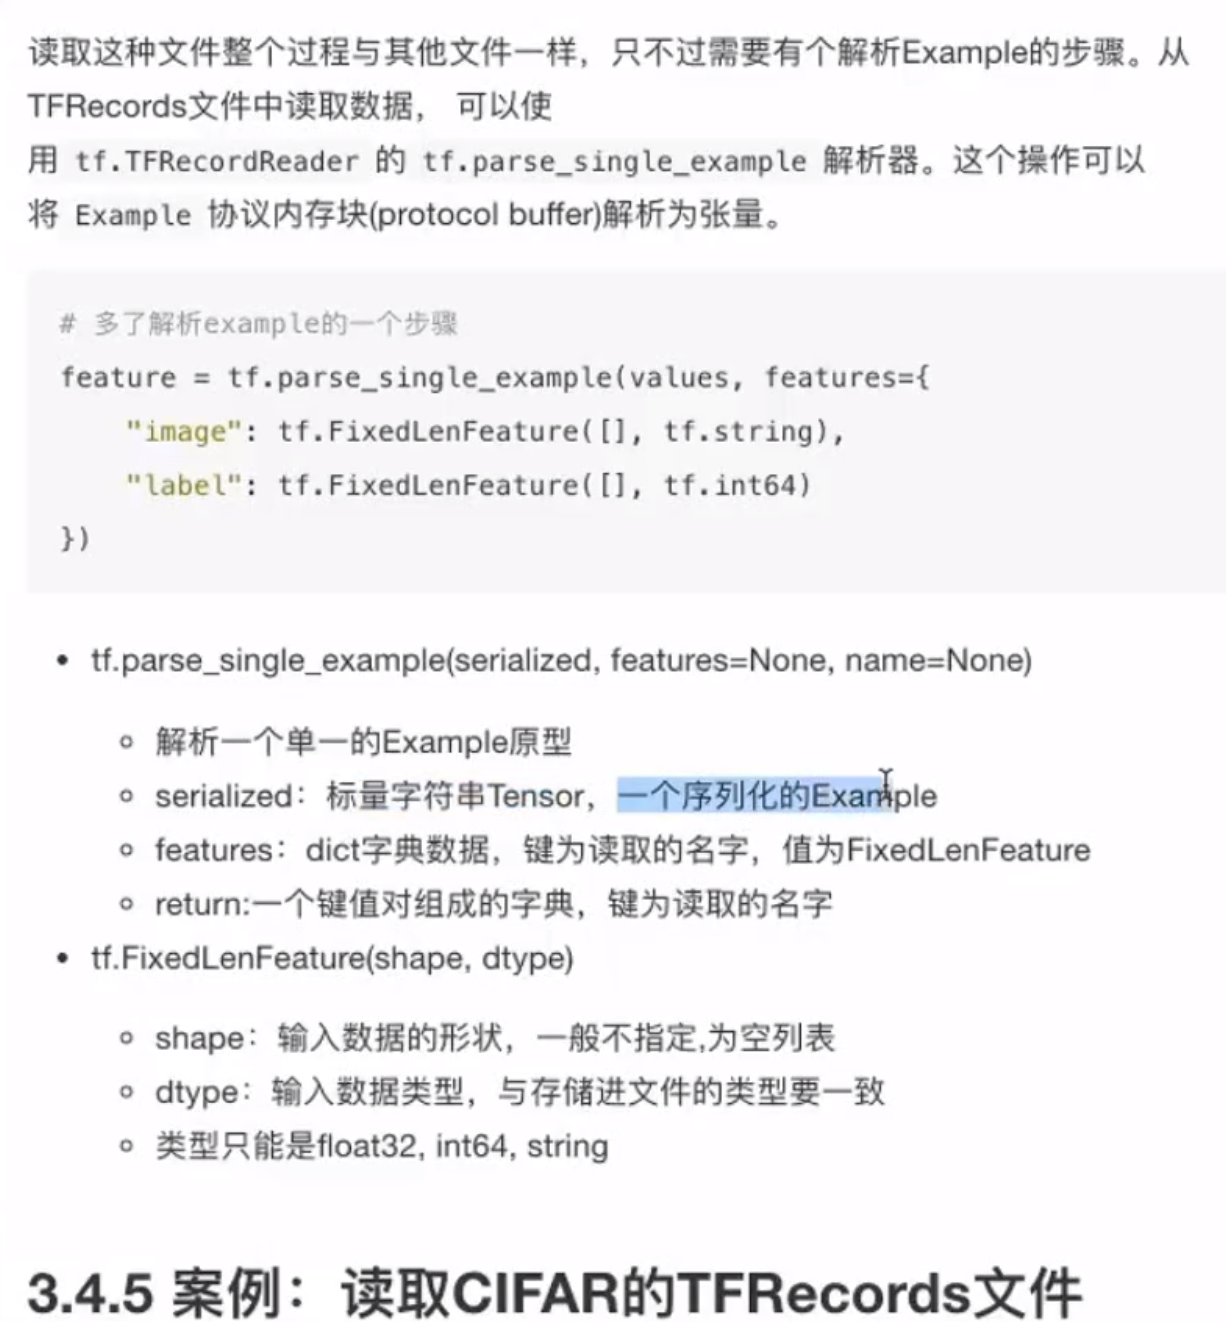 读取这种文件整个过程与其他文件一样，只不过需要有个解析Example的步骤。从
TFRecords文件中读取数据， 可以使
用 tf.TFRecordReader 的 tf.parse_single_example 解析器。这个操作可以
将 Example 协议内存块(protocol buffer)解析为张量。
# 多了解析example的一个步骤
feature = tf.parse_single_example(values, features={
    "image": tf.FixedLenFeature([], tf.string),
    "label": tf.FixedLenFeature([], tf.int64)
})
• tf.parse_single_example(serialized, features=None, name=None)
◦ 解析一个单一的Example原型
◦ serialized：标量字符串Tensor，一个序列化的Example
◦ features：dict字典数据，键为读取的名字，值为FixedLenFeature
◦ return:一个键值对组成的字典，键为读取的名字
• tf.FixedLenFeature(shape, dtype)
◦ shape：输入数据的形状，一般不指定,为空列表
◦ dtype：输入数据类型，与存储进文件的类型要一致
◦ 类型只能是float32, int64, string
3.4.5 案例：读取CIFAR的TFRecords文件